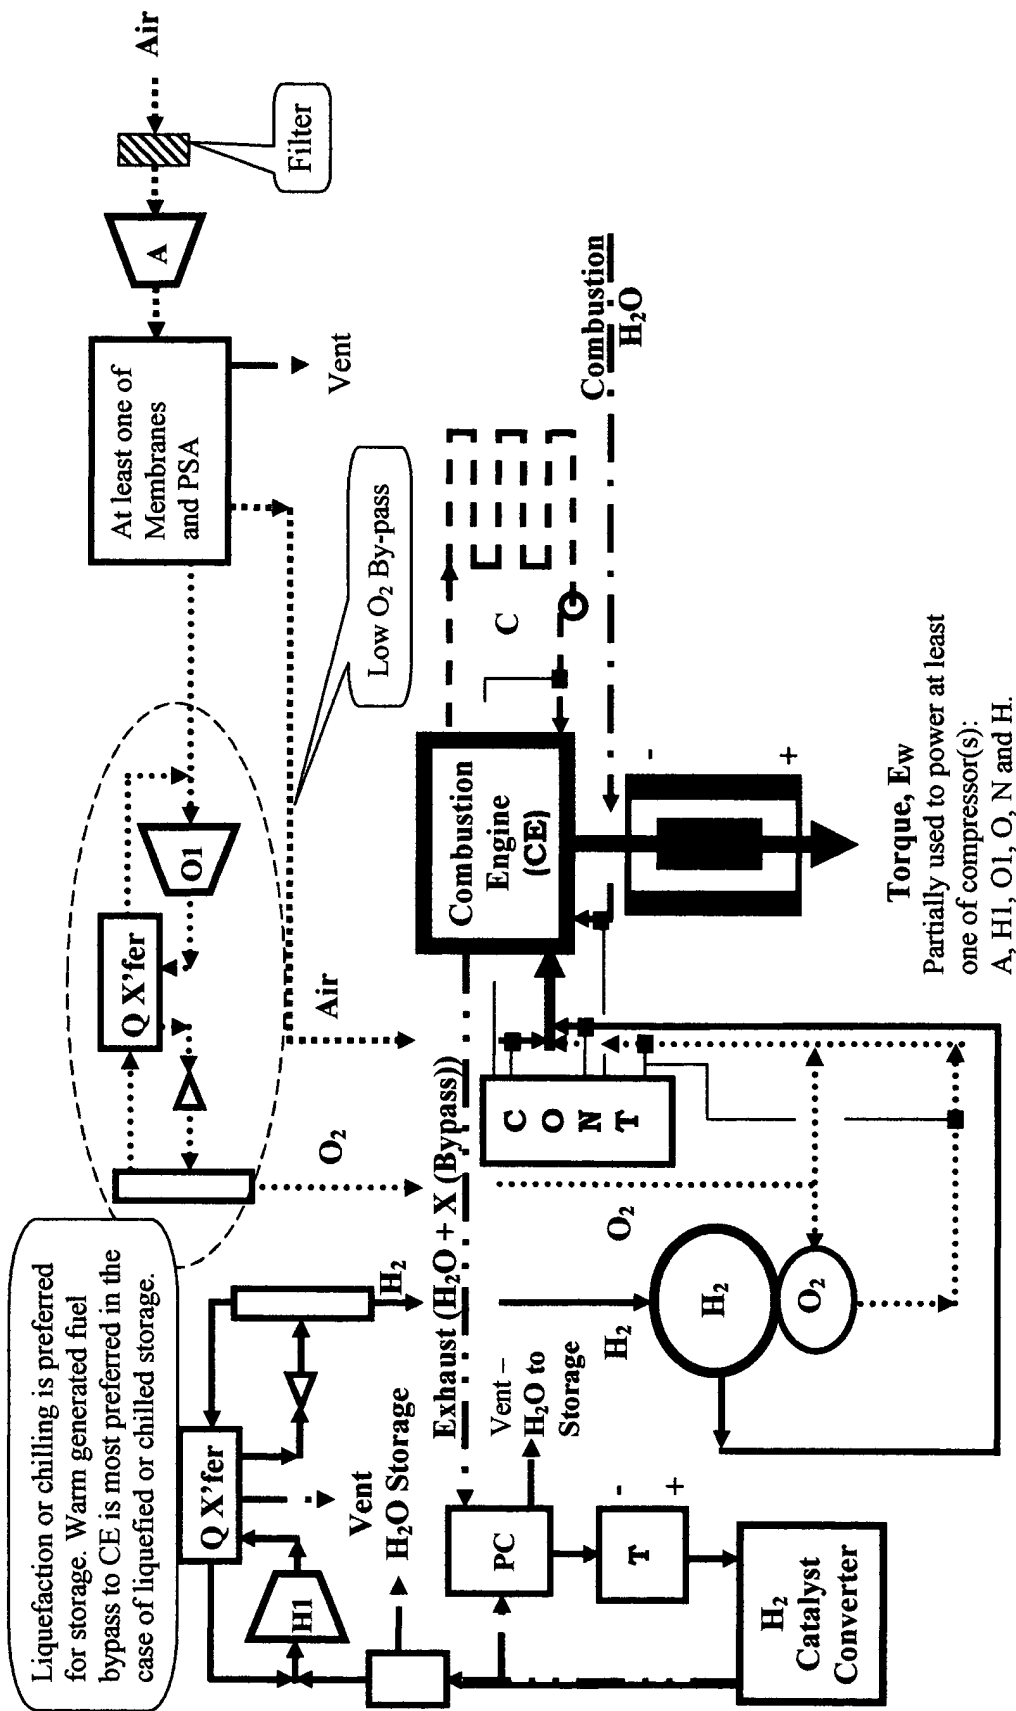 Liquefaction or chilling is preferred
for storage. Warm generated fuel
bypass to CE is most preferred in the
case of liquefied or chilled storage.
Q X'fer
H1
Vent
H₂O Storage
H₂
Q X'fer
O1
O₂
At least one of
Membranes
and PSA
A
Filter
Air
Vent
Low O₂ By-pass
Air
Exhaust (H₂O + X (Bypass))
Vent –
H₂O to
Storage
PC
T
-
+
H₂
Catalyst
Converter
H₂
O₂
H₂
O₂
C
O
N
T
Combustion
Engine
(CE)
C
Combustion
H₂O
-
+
Torque, E_W
Partially used to power at least
one of compressor(s):
A, H1, O1, O, N and H.